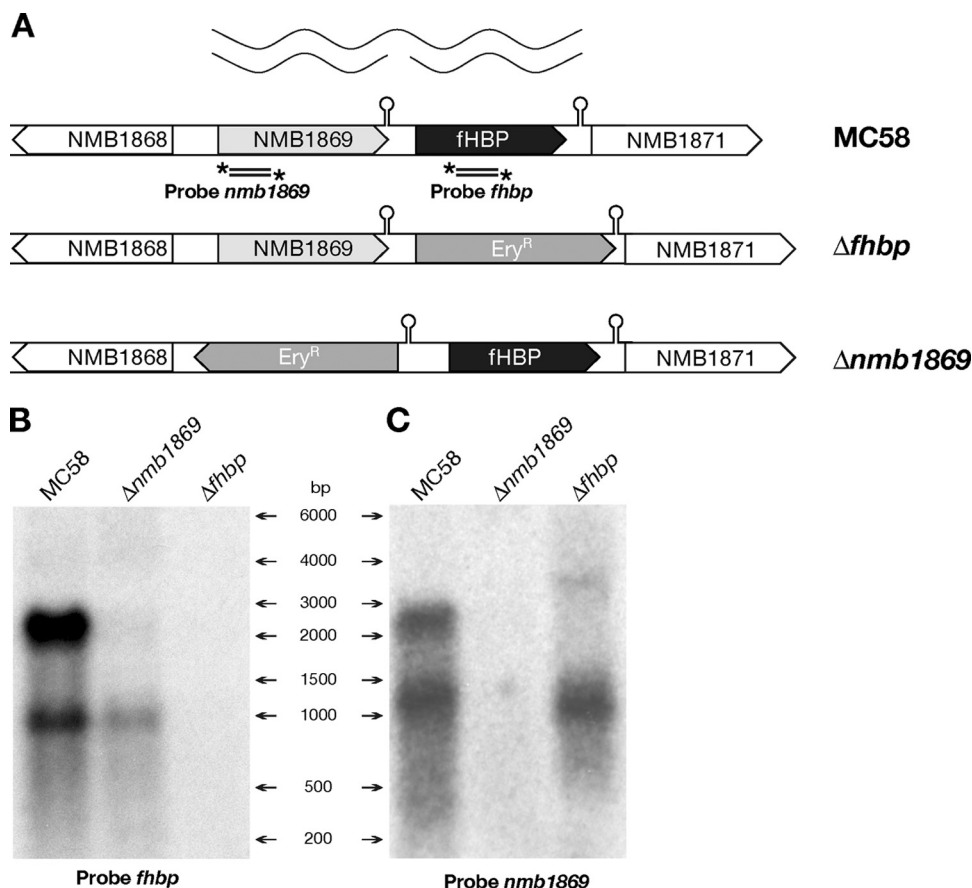 A
NMB1868 NMB1869 fHBP NMB1871 MC58
* * * *
Probe nmb1869 Probe fhbp
NMB1868 NMB1869 EryR NMB1871 Δfhbp
NMB1868 EryR fHBP NMB1871 Δnmb1869
B C
MC58 Δnmb1869 Δfhbp bp MC58 Δnmb1869 Δfhbp
6000
4000
3000
2000
1500
1000
500
200
Probe fhbp Probe nmb1869